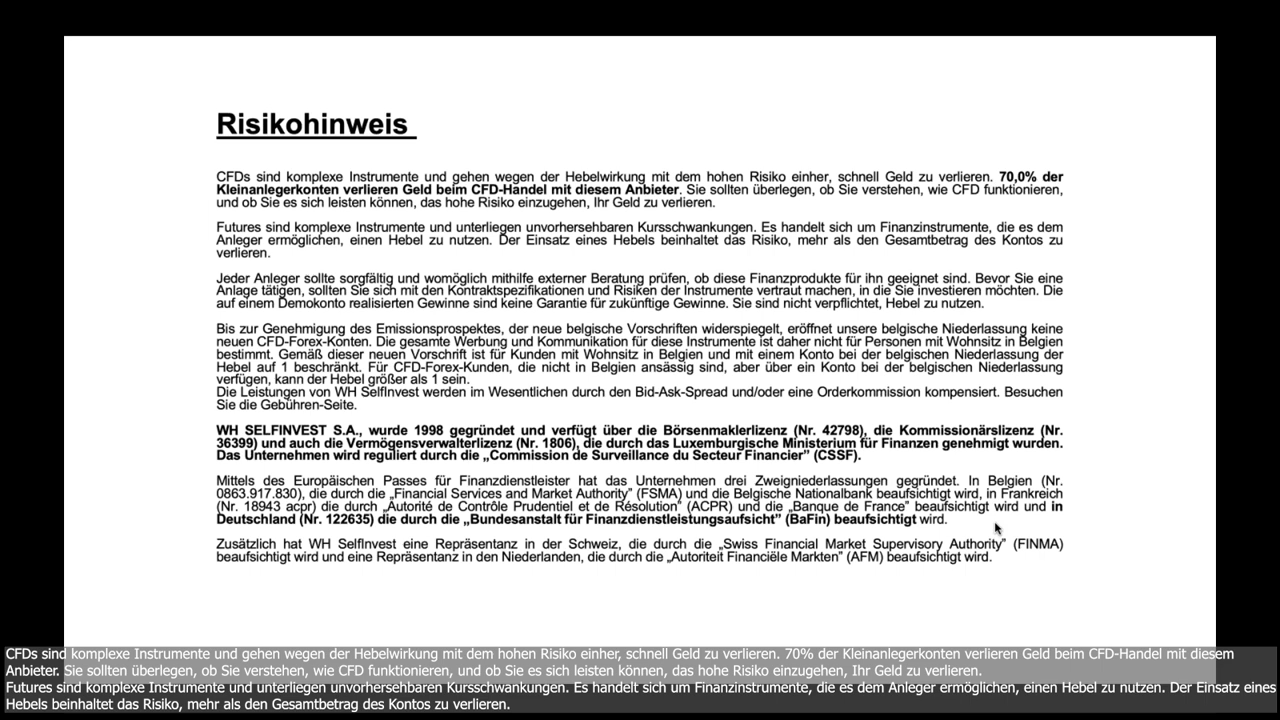 Risikohinweis
CFDs sind komplexe Instrumente und gehen wegen der Hebelwirkung mit dem hohen Risiko einher, schnell Geld zu verlieren. 70,0% der
Kleinanlegerkonten verlieren Geld beim CFD-Handel mit diesem Anbieter. Sie sollten überlegen, ob Sie verstehen, wie CFD funktionieren,
und ob Sie es sich leisten können, das hohe Risiko einzugehen, Ihr Geld zu verlieren.
Futures sind komplexe Instrumente und unterliegen unvorhersehbaren Kursschwankungen. Es handelt sich um Finanzinstrumente, die es dem
Anleger ermöglichen, einen Hebel zu nutzen. Der Einsatz eines Hebels beinhaltet das Risiko, mehr als den Gesamtbetrag des Kontos zu
verlieren.
Jeder Anleger sollte sorgfältig und womöglich mithilfe externer Beratung prüfen, ob diese Finanzprodukte für ihn geeignet sind. Bevor Sie eine
Anlage tätigen, sollten Sie sich mit den Kontraktspezifikationen und Risiken der Instrumente vertraut machen, in die Sie investieren möchten. Die
auf einem Demokonto realisierten Gewinne sind keine Garantie für zukünftige Gewinne. Sie sind nicht verpflichtet, Hebel zu nutzen.
Bis zur Genehmigung des Emissionsprospektes, der neue belgische Vorschriften widerspiegelt, eröffnet unsere belgische Niederlassung keine
neuen CFD-Forex-Konten. Die gesamte Werbung und Kommunikation für diese Instrumente ist daher nicht für Personen mit Wohnsitz in Belgien
bestimmt. Gemäß dieser neuen Vorschrift ist für Kunden mit Wohnsitz in Belgien und mit einem Konto bei der belgischen Niederlassung der
Hebel auf 1 beschränkt. Für CFD-Forex-Kunden, die nicht in Belgien ansässig sind, aber über ein Konto bei der belgischen Niederlassung
verfügen, kann der Hebel größer als 1 sein.
Die Leistungen von WH SelfInvest werden im Wesentlichen durch den Bid-Ask-Spread und/oder eine Orderkommission kompensiert. Besuchen
Sie die Gebühren-Seite.
WH SELFINVEST S.A., wurde 1998 gegründet und verfügt über die Börsenmaklerlizenz (Nr. 42798), die Kommissionärslizenz (Nr.
36399) und auch die Vermögensverwalterlizenz (Nr. 1806), die durch das Luxemburgische Ministerium für Finanzen genehmigt wurden.
Das Unternehmen wird reguliert durch die „Commission de Surveillance du Secteur Financier” (CSSF).
Mittels des Europäischen Passes für Finanzdienstleister hat das Unternehmen drei Zweigniederlassungen gegründet. In Belgien (Nr.
0863.917.830), die durch die „Financial Services and Market Authority” (FSMA) und die Belgische Nationalbank beaufsichtigt wird, in Frankreich
(Nr. 18943 acpr) die durch „Autorité de Contrôle Prudentiel et de Résolution” (ACPR) und die „Banque de France” beaufsichtigt wird und in
Deutschland (Nr. 122635) die durch die „Bundesanstalt für Finanzdienstleistungsaufsicht” (BaFin) beaufsichtigt wird.
Zusätzlich hat WH SelfInvest eine Repräsentanz in der Schweiz, die durch die „Swiss Financial Market Supervisory Authority” (FINMA)
beaufsichtigt wird und eine Repräsentanz in den Niederlanden, die durch die „Autoriteit Financiële Markten” (AFM) beaufsichtigt wird.
CFDs sind komplexe Instrumente und gehen wegen der Hebelwirkung mit dem hohen Risiko einher, schnell Geld zu verlieren. 70% der Kleinanlegerkonten verlieren Geld beim CFD-Handel mit diesem
Anbieter. Sie sollten überlegen, ob Sie verstehen, wie CFD funktionieren, und ob Sie es sich leisten können, das hohe Risiko einzugehen, Ihr Geld zu verlieren.
Futures sind komplexe Instrumente und unterliegen unvorhersehbaren Kursschwankungen. Es handelt sich um Finanzinstrumente, die es dem Anleger ermöglichen, einen Hebel zu nutzen. Der Einsatz eines
Hebels beinhaltet das Risiko, mehr als den Gesamtbetrag des Kontos zu verlieren.